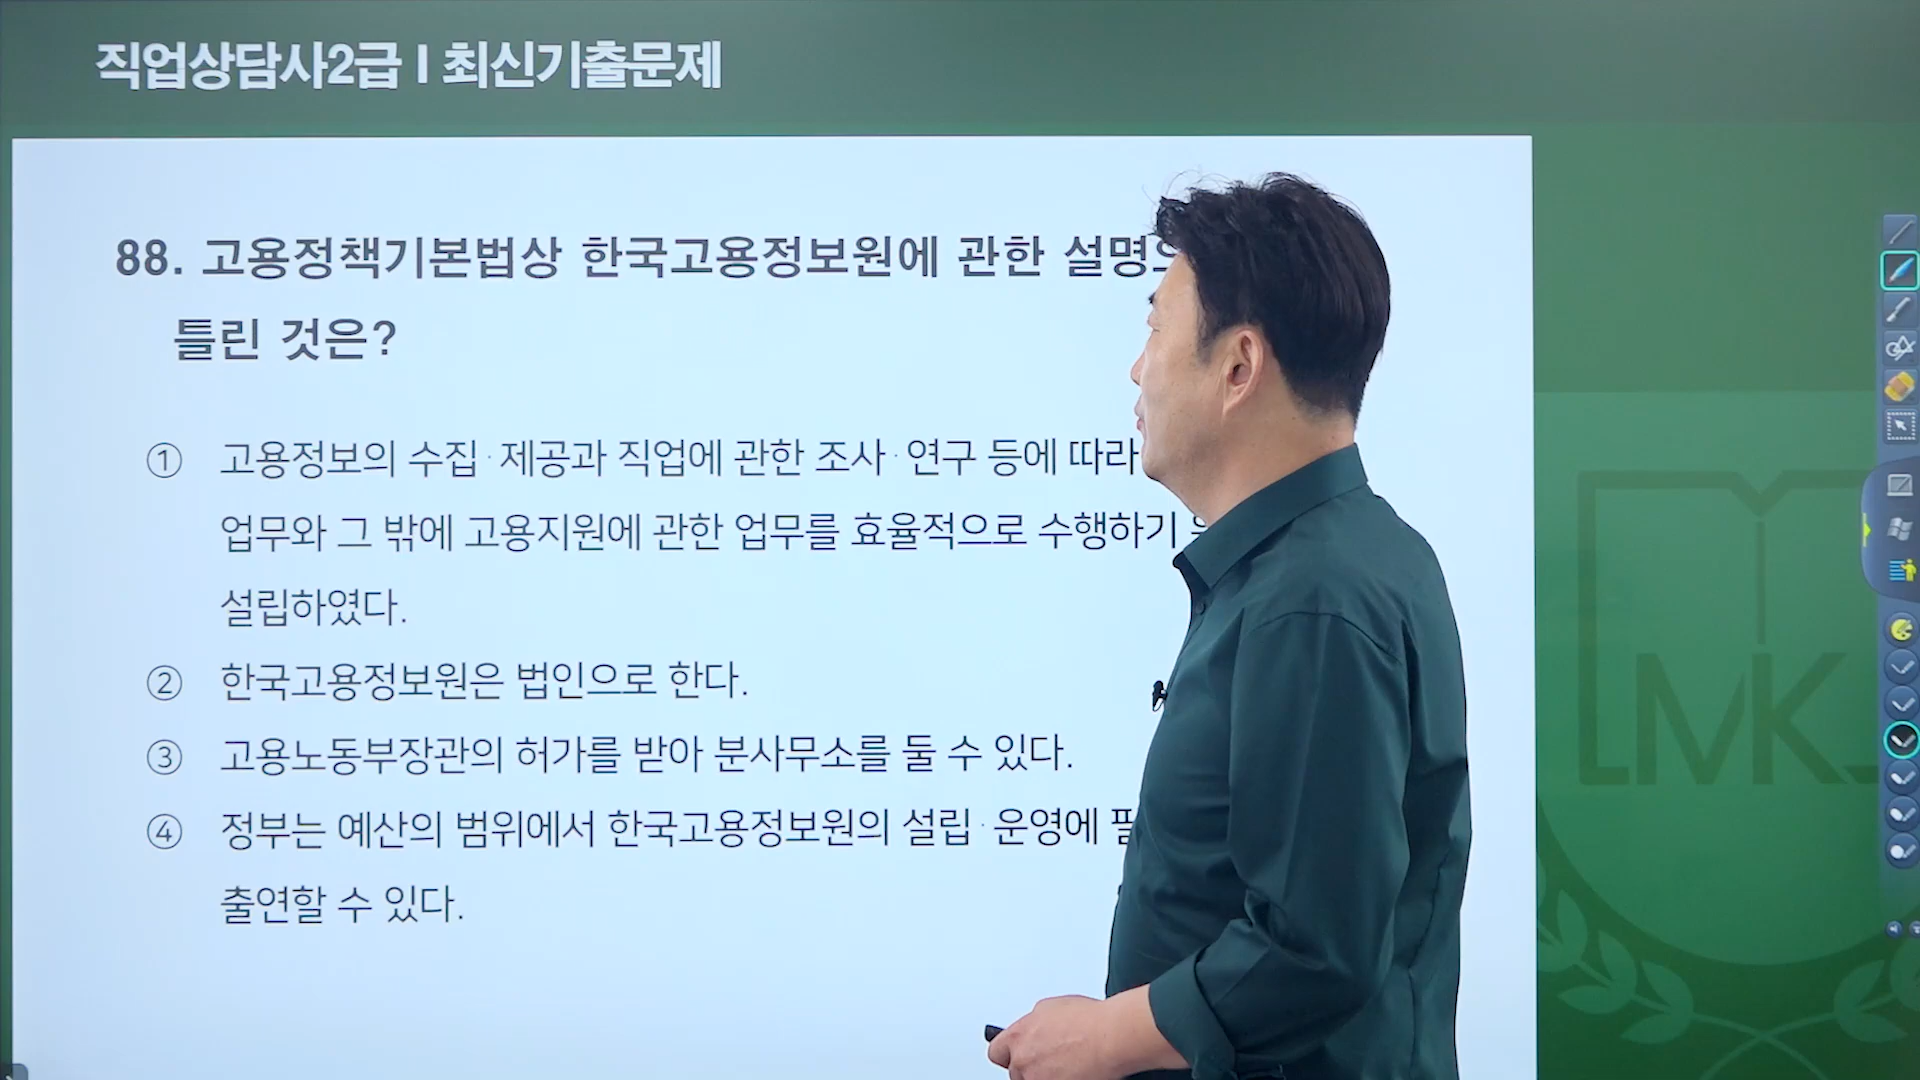 직업상담사2급 | 최신기출문제
88. 고용정책기본법상 한국고용정보원에 관한 설명
틀린 것은?
① 고용정보의 수집·제공과 직업에 관한 조사·연구 등에 따라
업무와 그 밖에 고용지원에 관한 업무를 효율적으로 수행하기
설립하였다.
② 한국고용정보원은 법인으로 한다.
③ 고용노동부장관의 허가를 받아 분사무소를 둘 수 있다.
④ 정부는 예산의 범위에서 한국고용정보원의 설립·운영에
출연할 수 있다.
MK